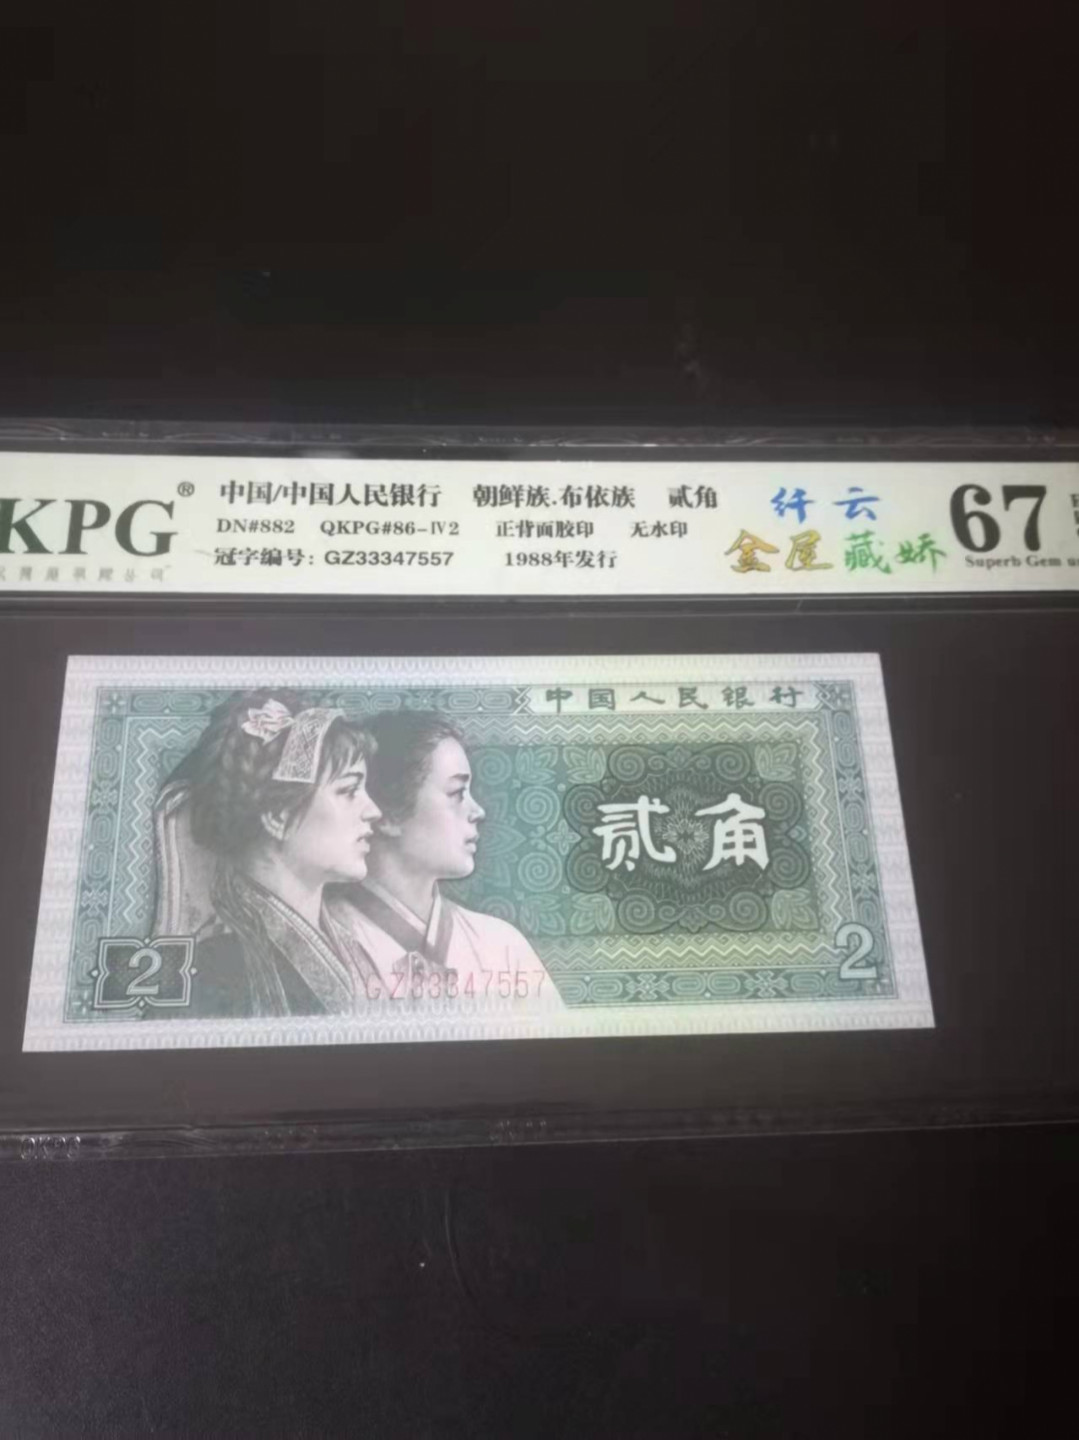 KPG®
中国/中国人民银行 朝鲜族.布依族 贰角
DN#882 QKPG#86-Ⅳ2 正背面胶印 无水印
冠字编号: GZ33347557 1988年发行
纤云
金屋藏娇
67
Superb Gem
中国人民银行
贰角
2
2
GZ33347557